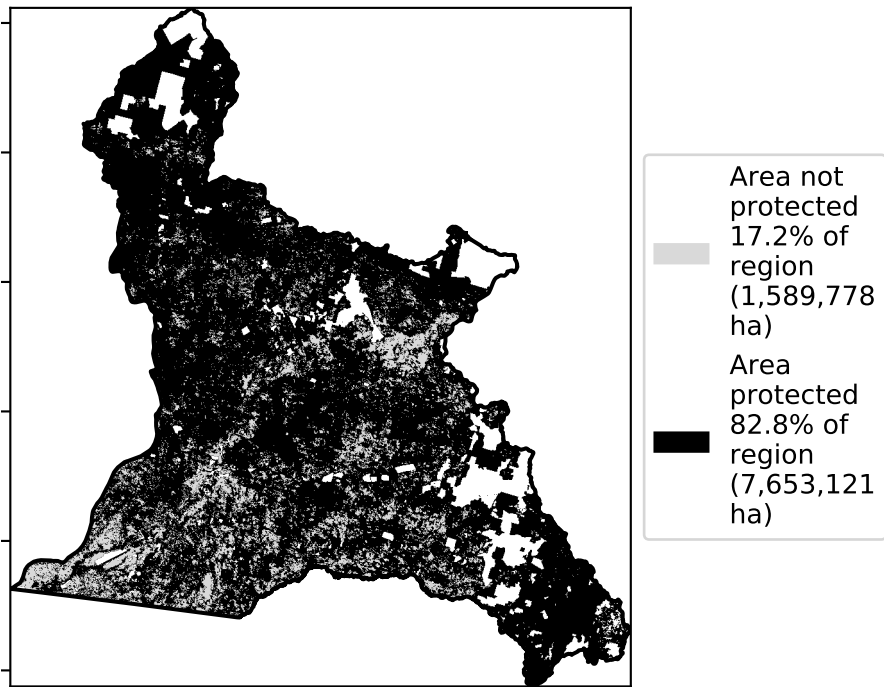 Area not
protected
17.2% of
region
(1,589,778
ha)
Area
protected
82.8% of
region
(7,653,121
ha)